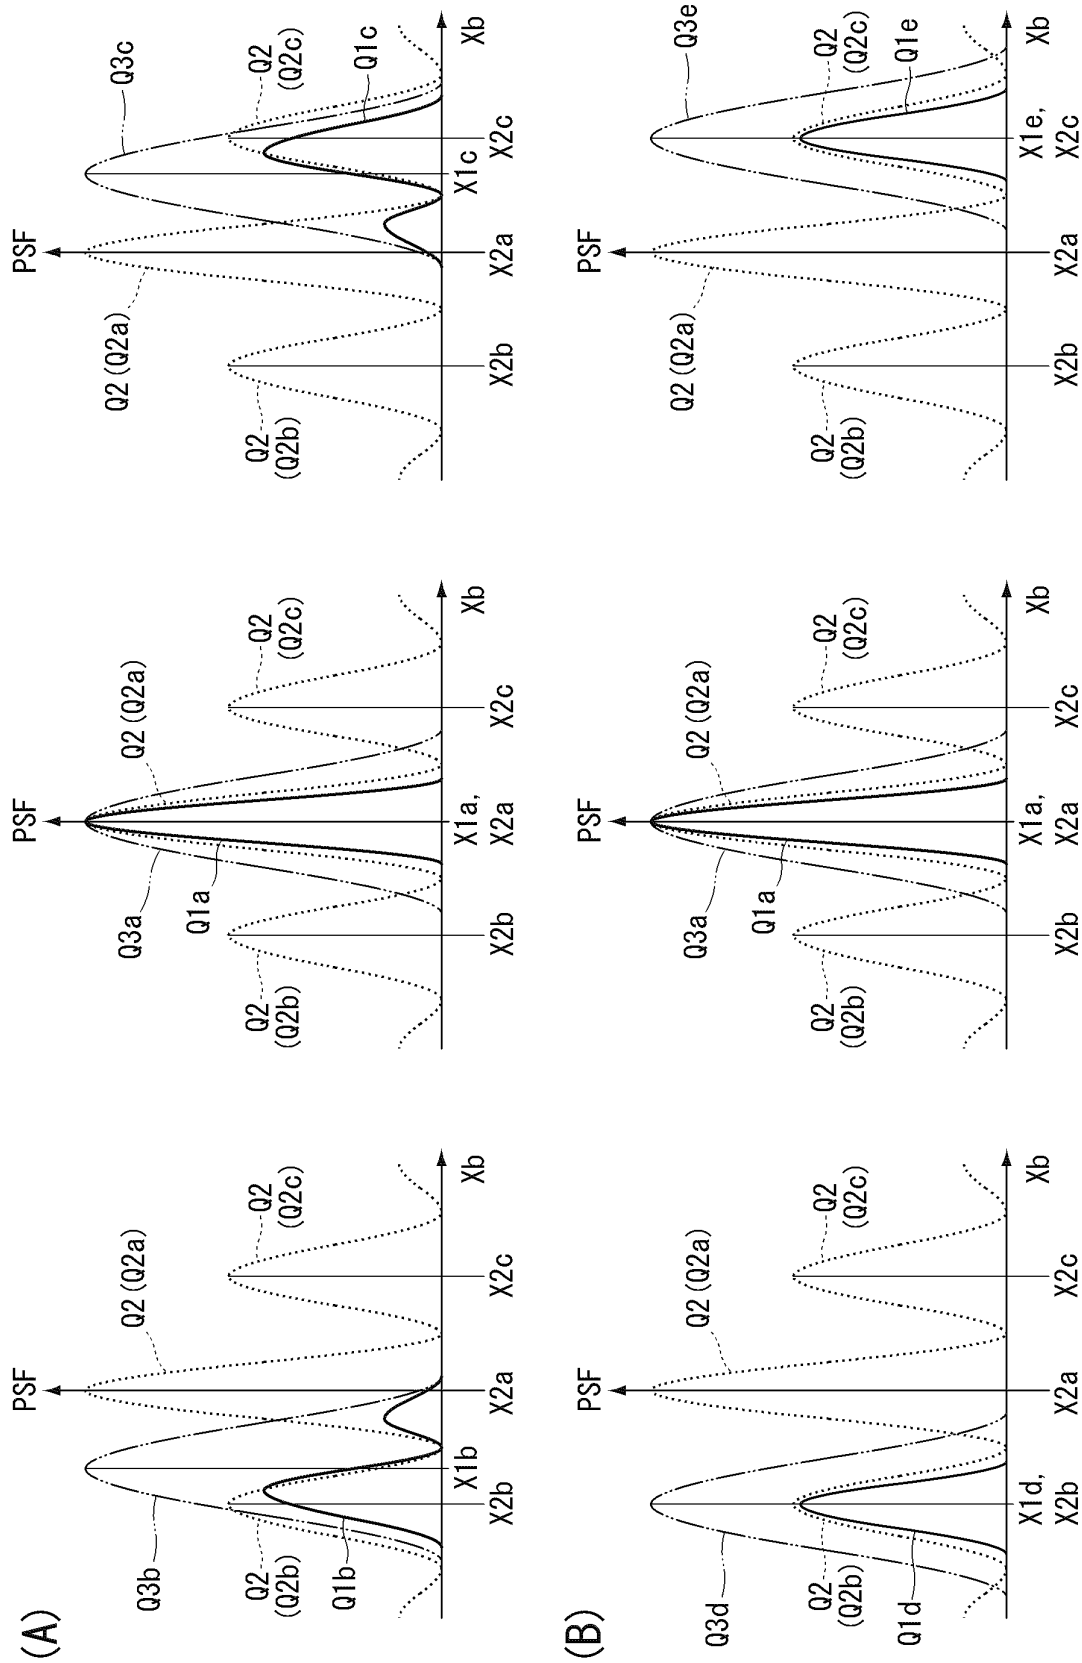 (A)
PSF
Q3b
Q2
(Q2b)
Q1b
Q2 (Q2a)
Q2
(Q2c)
X2b
X1b
X2a
X2c
Xb
PSF
Q3a
Q1a
Q2
(Q2b)
Q2 (Q2a)
Q2
(Q2c)
X2b
X1a,
X2a
X2c
Xb
PSF
Q2 (Q2a)
Q2
(Q2b)
Q3c
Q2
(Q2c)
Q1c
X2b
X2a
X1c
X2c
Xb
(B)
PSF
Q3d
Q2
(Q2b)
Q1d
Q2 (Q2a)
Q2
(Q2c)
X1d,
X2b
X2a
X2c
Xb
PSF
Q3a
Q1a
Q2
(Q2b)
Q2 (Q2a)
Q2
(Q2c)
X2b
X1a,
X2a
X2c
Xb
PSF
Q2 (Q2a)
Q2
(Q2b)
Q3e
Q2
(Q2c)
Q1e
X2b
X2a
X1e,
X2c
Xb